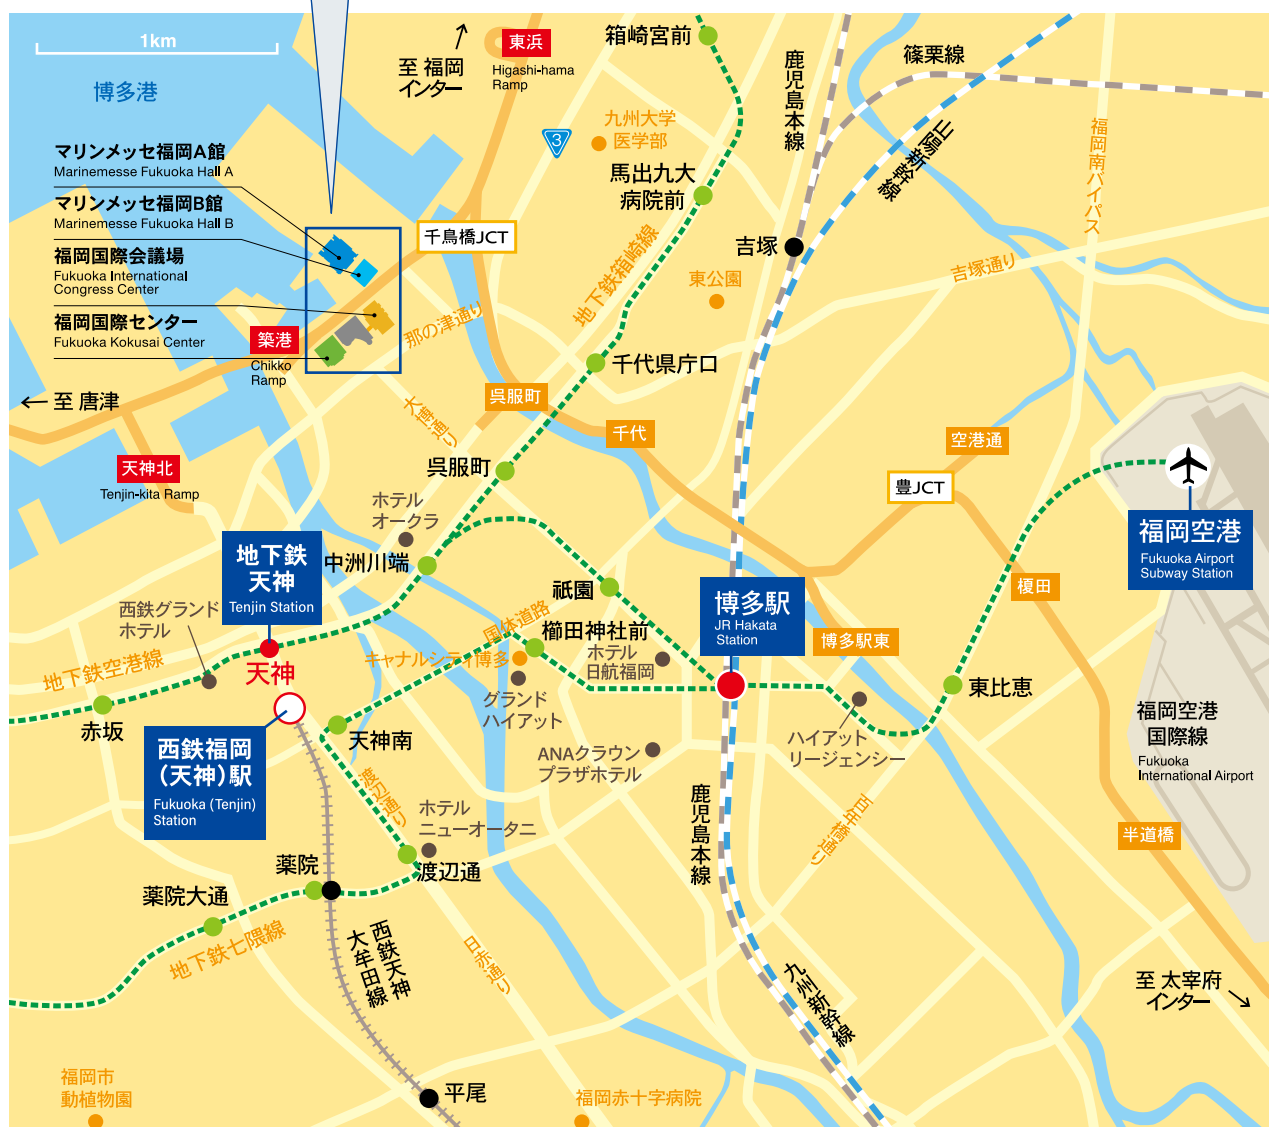 1km
博多港
東浜
Higashi-hama
Ramp
至 福岡
インター
箱崎宮前
鹿児島本線
篠栗線
山陽新幹線
福岡南バイパス
九州大学
医学部
3
マリンメッセ福岡A館
Marinemesse Fukuoka Hall A
マリンメッセ福岡B館
Marinemesse Fukuoka Hall B
福岡国際会議場
Fukuoka International
Congress Center
福岡国際センター
Fukuoka Kokusai Center
馬出九大
病院前
千鳥橋JCT
吉塚
地下鉄箱崎線
東公園
吉塚通り
那の津通り
築港
Chikko
Ramp
千代県庁口
至 唐津
大博通り
呉服町
千代
空港通
天神北
Tenjin-kita Ramp
呉服町
豊JCT
ホテル
オークラ
福岡空港
Fukuoka Airport
Subway Station
地下鉄
天神
Tenjin Station
中洲川端
祇園
榎田
博多駅
JR Hakata
Station
西鉄グランド
ホテル
国体道路
櫛田神社前
博多駅東
キャナルシティ博多
ホテル
日航福岡
地下鉄空港線
天神
グランド
ハイアット
東比恵
赤坂
西鉄福岡
(天神)駅
Fukuoka (Tenjin)
Station
天神南
ANAクラウン
プラザホテル
ハイアット
リージェンシー
福岡空港
国際線
Fukuoka
International Airport
渡辺通り
ホテル
ニューオータニ
鹿児島本線
百年橋通り
半道橋
薬院
渡辺通
薬院大通
地下鉄七隈線
西鉄天神
大牟田線
日赤通り
九州新幹線
至 太宰府
インター
福岡市
動植物園
平尾
福岡赤十字病院